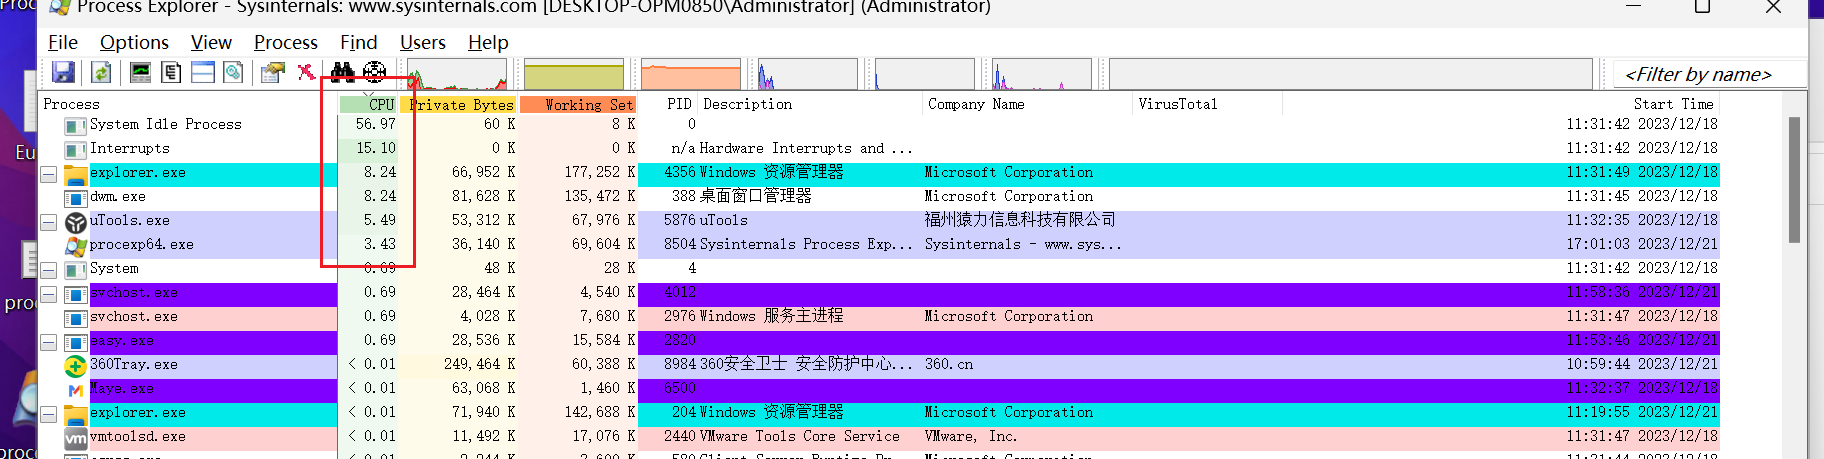 Process Explorer - Sysinternals: www.sysinternals.com [DESKTOP-OPM0850\Administrator] (Administrator)
File Options View Process Find Users Help
<Filter by name>
Process CPU Private Bytes Working Set PID Description Company Name VirusTotal Start Time
System Idle Process 56.97 60 K 8 K 0 11:31:42 2023/12/18
Interrupts 15.10 0 K 0 K n/a Hardware Interrupts and ... 11:31:42 2023/12/18
explorer.exe 8.24 66,952 K 177,252 K 4356 Windows 资源管理器 Microsoft Corporation 11:31:49 2023/12/18
dwm.exe 8.24 81,628 K 135,472 K 388 桌面窗口管理器 Microsoft Corporation 11:31:45 2023/12/18
uTools.exe 5.49 53,312 K 67,976 K 5876 uTools 福州猿力信息科技有限公司 11:32:35 2023/12/18
procexp64.exe 3.43 36,140 K 69,604 K 8504 Sysinternals Process Exp... Sysinternals - www.sys... 17:01:03 2023/12/21
System 0.69 48 K 28 K 4 11:31:42 2023/12/18
svchost.exe 0.69 28,464 K 4,540 K 4012 11:58:36 2023/12/21
svchost.exe 0.69 4,028 K 7,680 K 2976 Windows 服务主进程 Microsoft Corporation 11:31:47 2023/12/18
easy.exe 0.69 28,536 K 15,584 K 2820 11:53:46 2023/12/21
360Tray.exe < 0.01 249,464 K 60,388 K 8984 360安全卫士 安全防护中心... 360.cn 10:59:44 2023/12/21
Maye.exe < 0.01 63,068 K 1,460 K 6500 11:32:37 2023/12/18
explorer.exe < 0.01 71,940 K 142,688 K 204 Windows 资源管理器 Microsoft Corporation 11:19:55 2023/12/21
vmtoolsd.exe < 0.01 11,492 K 17,076 K 2440 VMware Tools Core Service VMware, Inc. 11:31:47 2023/12/18
Eu
proc